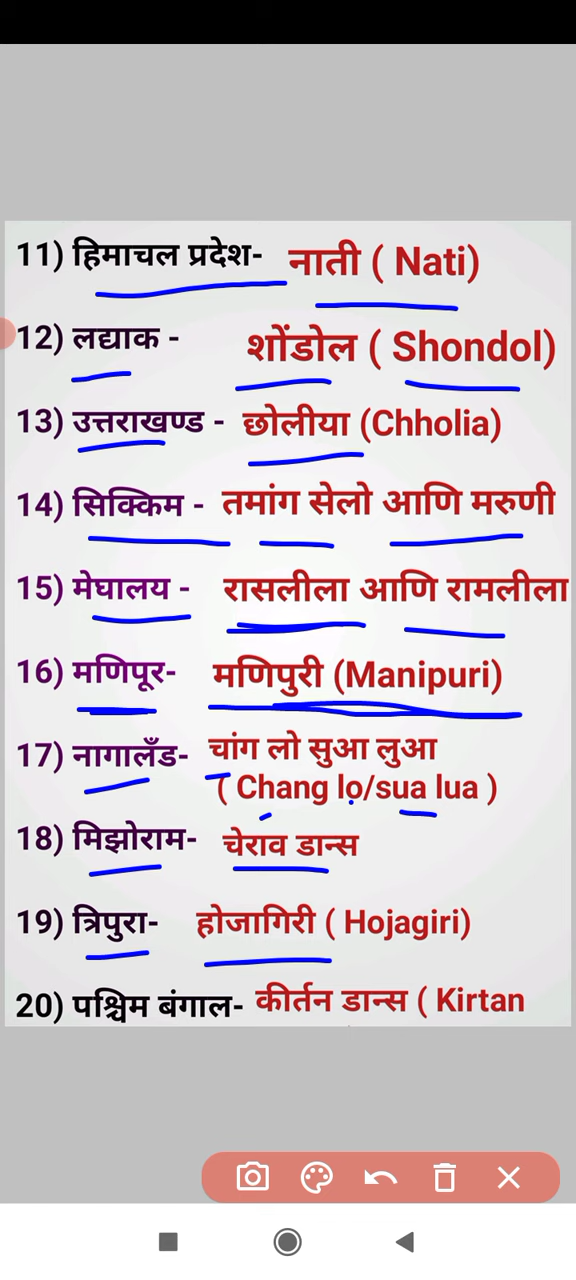 11) हिमाचल प्रदेश- नाती ( Nati)
12) लद्याक - शोंडोल ( Shondol)
13) उत्तराखण्ड - छोलीया (Chholia)
14) सिक्किम - तमांग सेलो आणि मरुणी
15) मेघालय - रासलीला आणि रामलीला
16) मणिपूर- मणिपुरी (Manipuri)
17) नागालँड- चांग लो सुआ लुआ
( Chang lo/sua lua )
18) मिझोराम- चेराव डान्स
19) त्रिपुरा- होजागिरी ( Hojagiri)
20) पश्चिम बंगाल- कीर्तन डान्स ( Kirtan